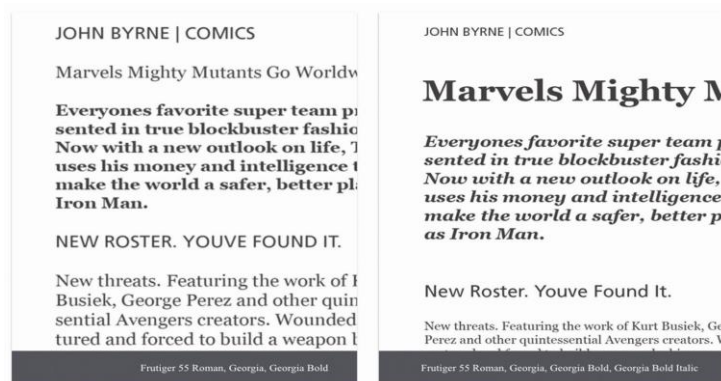 JOHN BYRNE | COMICS
Marvels Mighty Mutants Go Worldw
Everyones favorite super team pr
sented in true blockbuster fashio
Now with a new outlook on life, T
uses his money and intelligence t
make the world a safer, better pl
Iron Man.
NEW ROSTER. YOUVE FOUND IT.
New threats. Featuring the work of
Busiek, George Perez and other quin
sential Avengers creators. Wounded
tured and forced to build a weapon
Frutiger 55 Roman, Georgia, Georgia Bold
JOHN BYRNE | COMICS
Marvels Mighty
Everyones favorite super team
sented in true blockbuster fashi
Now with a new outlook on life,
uses his money and intelligence
make the world a safer, better p
as Iron Man.
New Roster. Youve Found It.
New threats. Featuring the work of Kurt Busiek, Ge
Perez and other quintessential Avengers creators.
Frutiger 55 Roman, Georgia, Georgia Bold, Georgia Bold Italic